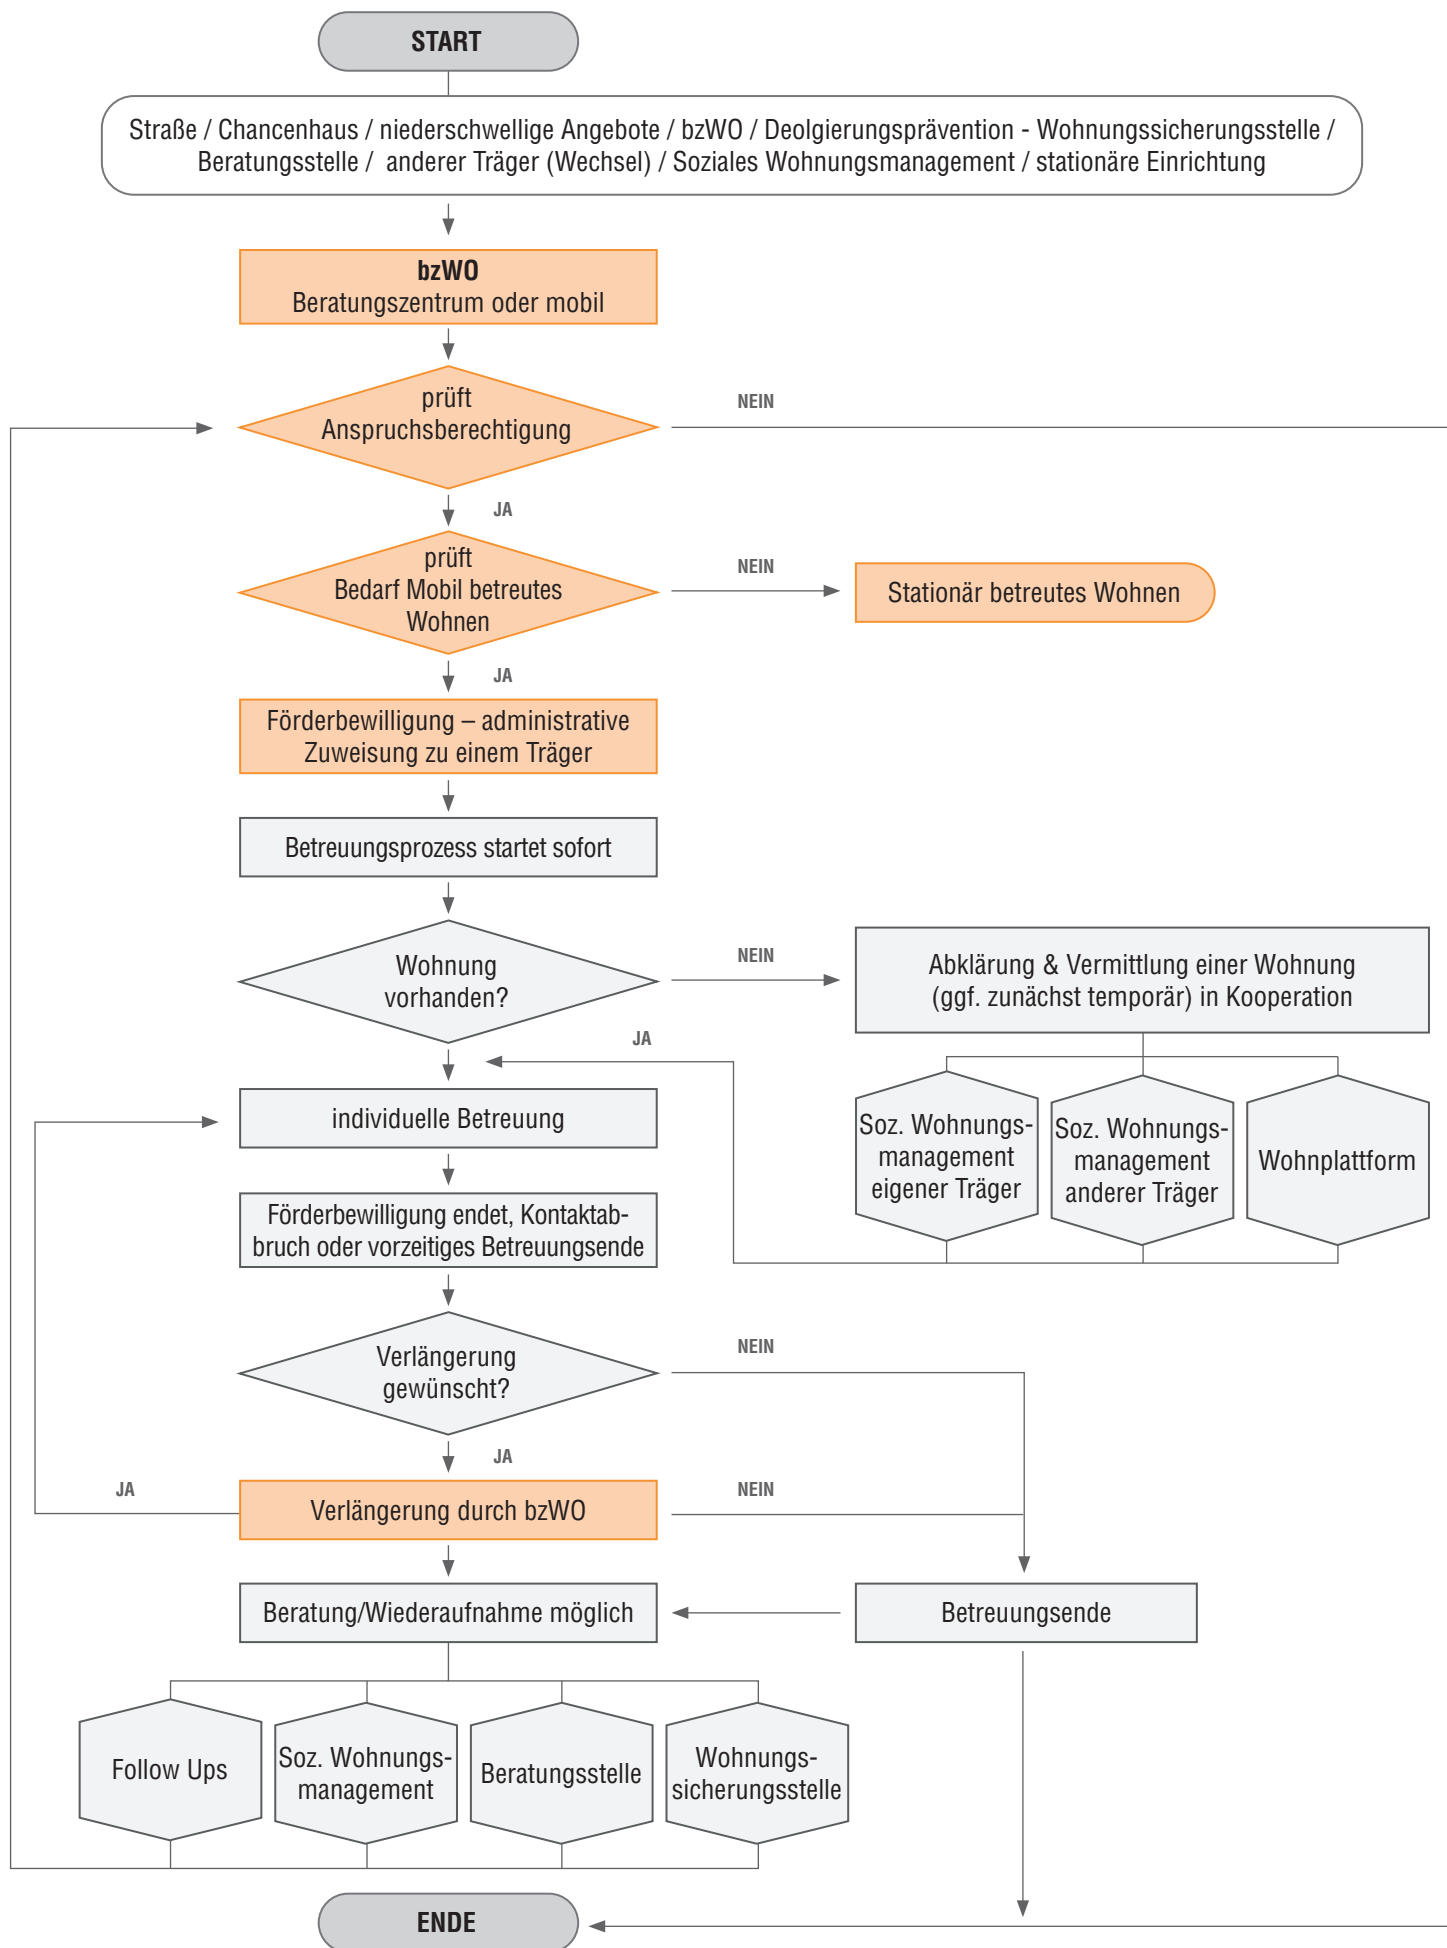 START
Straße / Chancenhaus / niederschwellige Angebote / bzWO / Deolgierungsprävention - Wohnungssicherungsstelle /
Beratungsstelle / anderer Träger (Wechsel) / Soziales Wohnungsmanagement / stationäre Einrichtung
bzWO
Beratungszentrum oder mobil
prüft
Anspruchsberechtigung
NEIN
JA
prüft
Bedarf Mobil betreutes
Wohnen
NEIN
Stationär betreutes Wohnen
JA
Förderbewilligung – administrative
Zuweisung zu einem Träger
Betreuungsprozess startet sofort
Wohnung
vorhanden?
NEIN
Abklärung & Vermittlung einer Wohnung
(ggf. zunächst temporär) in Kooperation
JA
Soz. Wohnungs-
management
eigener Träger
Soz. Wohnungs-
management
anderer Träger
Wohnplattform
individuelle Betreuung
Förderbewilligung endet, Kontaktab-
bruch oder vorzeitiges Betreuungsende
Verlängerung
gewünscht?
NEIN
JA
JA
Verlängerung durch bzWO
NEIN
Beratung/Wiederaufnahme möglich
Betreuungsende
Follow Ups
Soz. Wohnungs-
management
Beratungsstelle
Wohnungs-
sicherungsstelle
ENDE